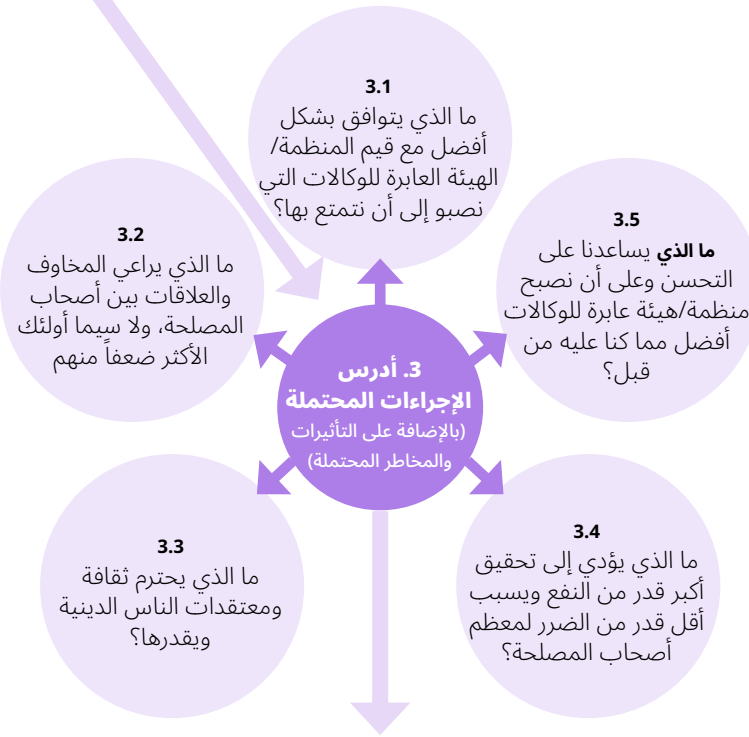 3.1
ما الذي يتوافق بشكل
أفضل مع قيم المنظمة/
الهيئة العابرة للوكالات التي
نصبو إلى أن نتمتع بها؟
3.2
ما الذي يراعي المخاوف
والعلاقات بين أصحاب
المصلحة، ولا سيما أولئك
الأكثر ضعفاً منهم
3.5
ما الذي يساعدنا على
التحسن وعلى أن نصبح
منظمة/هيئة عابرة للوكالات
أفضل مما كنا عليه من
قبل؟
3. أدرس
الإجراءات المحتملة
(بالإضافة على التأثيرات
والمخاطر المحتملة)
3.3
ما الذي يحترم ثقافة
ومعتقدات الناس الدينية
ويقدرها؟
3.4
ما الذي يؤدي إلى تحقيق
أكبر قدر من النفع ويسبب
أقل قدر من الضرر لمعظم
أصحاب المصلحة؟